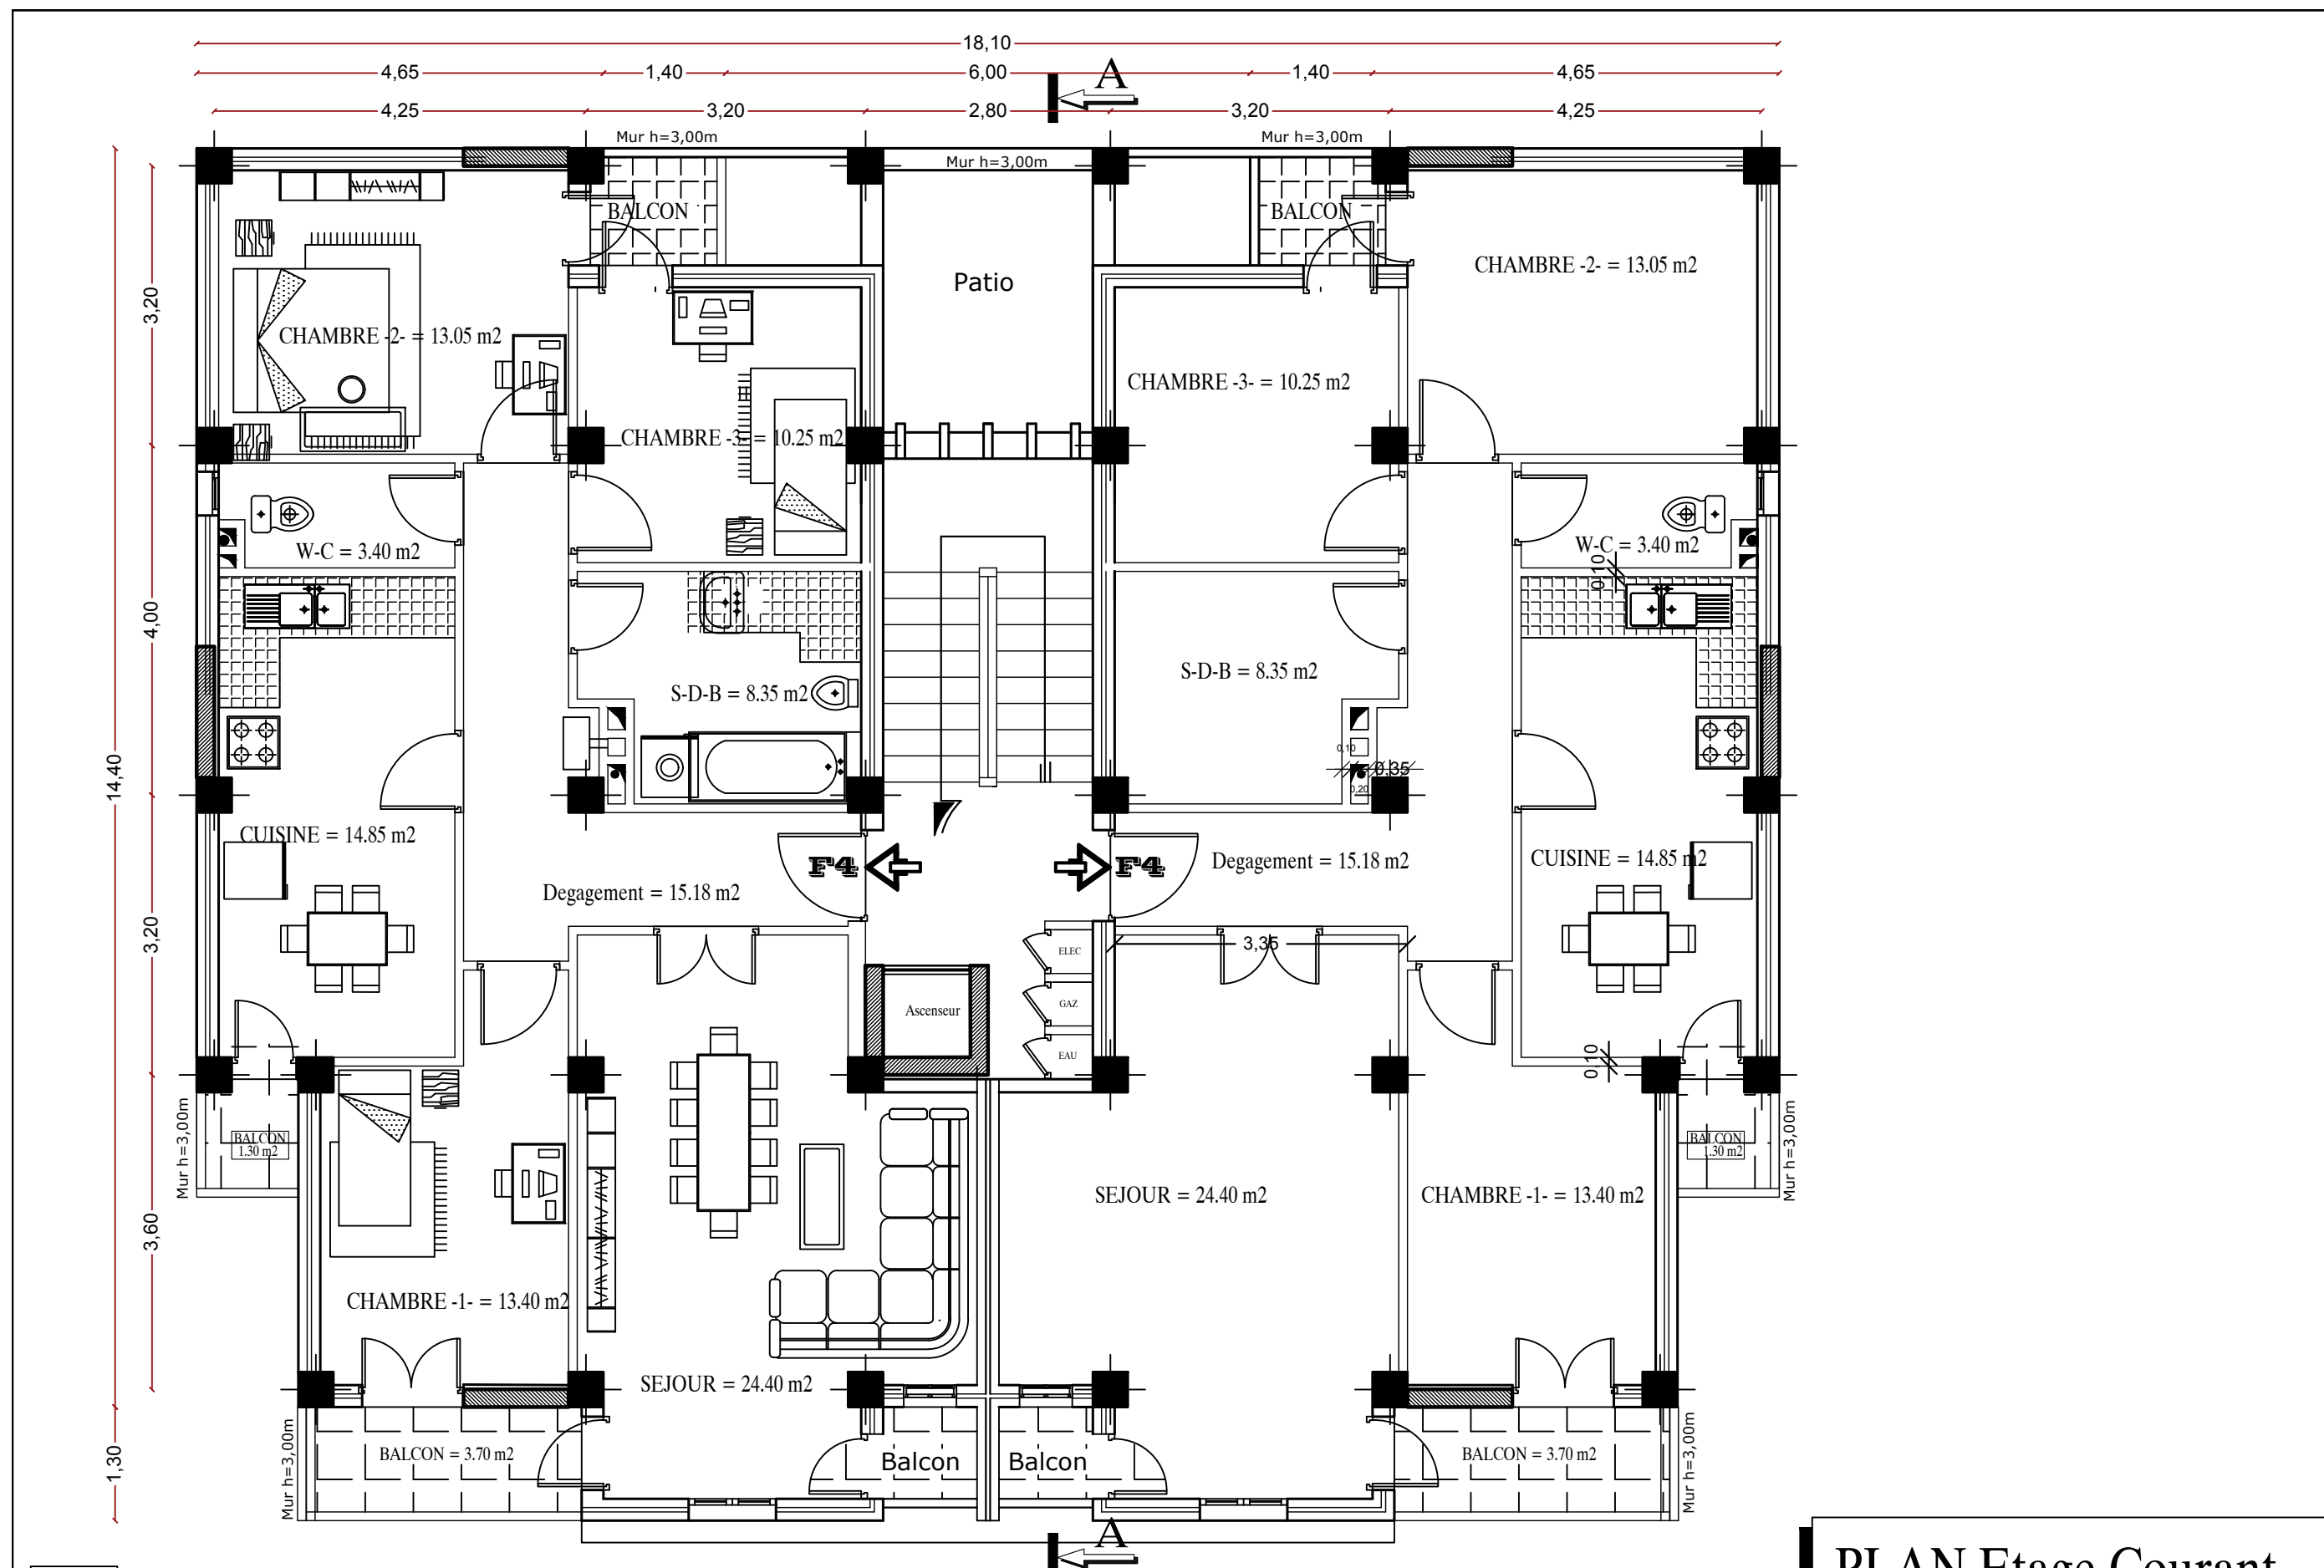 18,10
4,65 1,40 6,00 1,40 4,65
A
4,25 3,20 2,80 3,20 4,25
Mur h=3,00m Mur h=3,00m
Mur h=3,00m
BALCON BALCON
CHAMBRE -2- = 13.05 m2
Patio
3,20
CHAMBRE -2- = 13.05 m2
CHAMBRE -3- = 10.25 m2
CHAMBRE -3- = 10.25 m2
W-C = 3.40 m2 W-C = 3.40 m2
0,10
4,00
S-D-B = 8.35 m2
S-D-B = 8.35 m2
14,40
0,10
0,35
0,20
CUISINE = 14.85 m2
F4 F4
Degagement = 15.18 m2
CUISINE = 14.85 m2
Degagement = 15.18 m2
3,20
3,35
ELEC
GAZ
Ascenseur
EAU
0,10
Mur h=3,00m
BALCON
1.30 m2
BALCON
1.30 m2
Mur h=3,00m
3,60
SEJOUR = 24.40 m2
CHAMBRE -1- = 13.40 m2
CHAMBRE -1- = 13.40 m2
SEJOUR = 24.40 m2
1,30
Mur h=3,00m
BALCON = 3.70 m2
Balcon Balcon
BALCON = 3.70 m2
Mur h=3,00m
A
PLAN Etage Courant